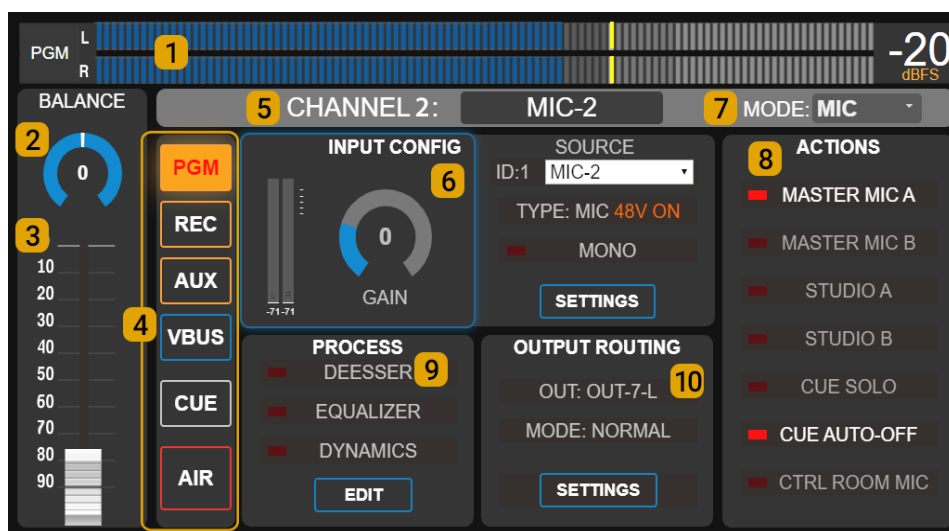 PGM
L
R
1
-20
dBFS
BALANCE
2
0
3
10
20
30
40
50
60
70
80
90
4
PGM
REC
AUX
VBUS
CUE
AIR
5 CHANNEL 2: MIC-2
7 MODE: MIC
INPUT CONFIG
6
0
GAIN
L R
-71 -71
SOURCE
ID:1 MIC-2
TYPE: MIC 48V ON
MONO
SETTINGS
PROCESS
DEESSER 9
EQUALIZER
DYNAMICS
EDIT
OUTPUT ROUTING
OUT: OUT-7-L 10
MODE: NORMAL
SETTINGS
8 ACTIONS
MASTER MIC A
MASTER MIC B
STUDIO A
STUDIO B
CUE SOLO
CUE AUTO-OFF
CTRL ROOM MIC